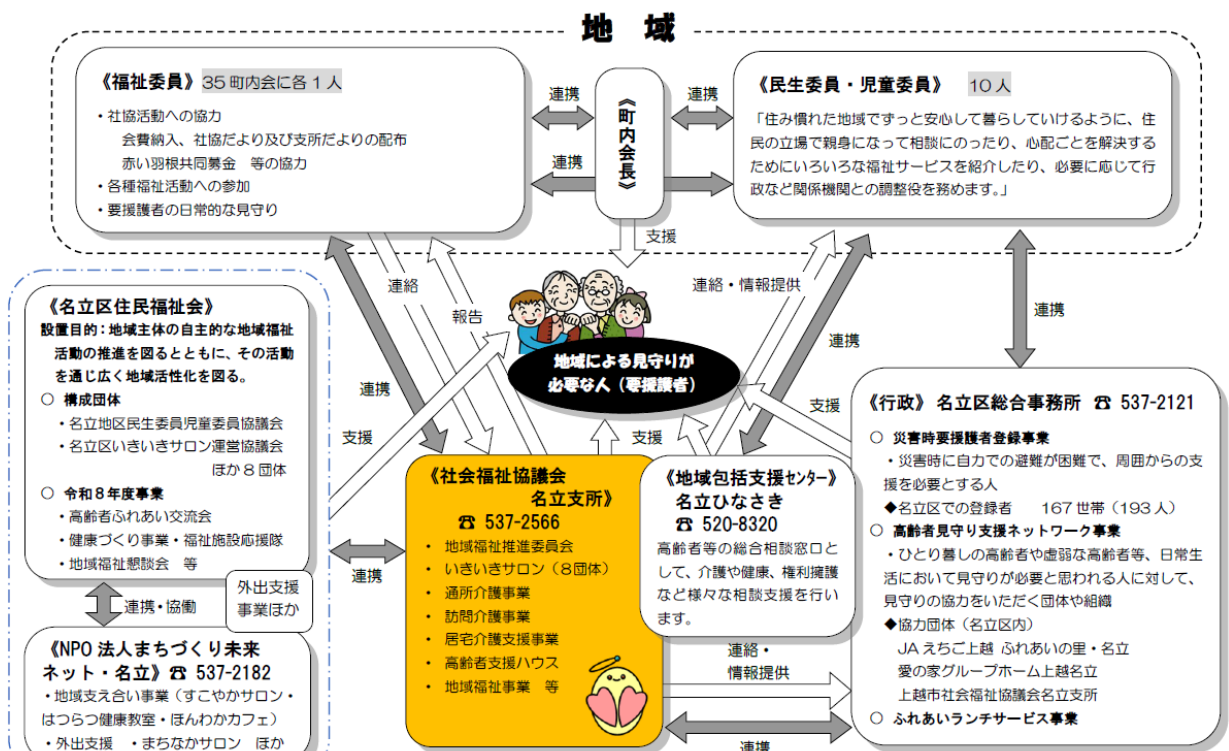 地　域
《福祉委員》 35 町内会に各 1 人
・社協活動への協力
会費納入、社協だより及び支所だよりの配布
赤い羽根共同募金　等の協力
・各種福祉活動への参加
・要援護者の日常的な見守り
連携
連携
《町内会長》
連携
《民生委員・児童委員》　10 人
「住み慣れた地域でずっと安心して暮らしていけるように、住
民の立場で親身になって相談にのったり、心配ごとを解決する
ためにいろいろな福祉サービスを紹介したり、必要に応じて行
政など関係機関との調整役を務めます。」
支援
連絡
報告
連絡・情報提供
連携
連携
連携
地域による見守りが
必要な人（要援護者）
支援
支援
支援
《名立区住民福祉会》
設置目的：地域主体の自主的な地域福祉
活動の推進を図るとともに、その活動
を通じ広く地域活性化を図る。
○ 構成団体
・名立地区民生委員児童委員協議会
・名立区いきいきサロン運営協議会
ほか 8 団体
○ 令和８年度事業
・高齢者ふれあい交流会
・健康づくり事業・福祉施設応援隊
・地域福祉懇談会　等
外出支援
事業ほか
連携・協働
連携
《NPO 法人まちづくり未来
ネット・名立》☎ 537-2182
・地域支え合い事業（すこやかサロン・
はつらつ健康教室・ほんわかカフェ）
・外出支援　・まちなかサロン　ほか
《社会福祉協議会
名立支所》
☎ 537-2566
・ 地域福祉推進委員会
・ いきいきサロン（８団体）
・ 通所介護事業
・ 訪問介護事業
・ 居宅介護支援事業
・ 高齢者支援ハウス
・ 地域福祉事業　等
《地域包括支援センター》
名立ひなさき
☎ 520-8320
高齢者等の総合相談窓口と
して、介護や健康、権利擁護
など様々な相談支援を行い
ます。
連絡・
情報提供
連携
《行政》 名立区総合事務所 ☎ 537-2121
○ 災害時要援護者登録事業
・災害時に自力での避難が困難で、周囲からの支
援を必要とする人
◆名立区での登録者　167 世帯（193 人）
○ 高齢者見守り支援ネットワーク事業
・ひとり暮しの高齢者や虚弱な高齢者等、日常生
活において見守りが必要と思われる人に対して、
見守りの協力をいただく団体や組織
◆協力団体（名立区内）
JA えちご上越 ふれあいの里・名立
愛の家グループホーム上越名立
上越市社会福祉協議会名立支所
○ ふれあいランチサービス事業